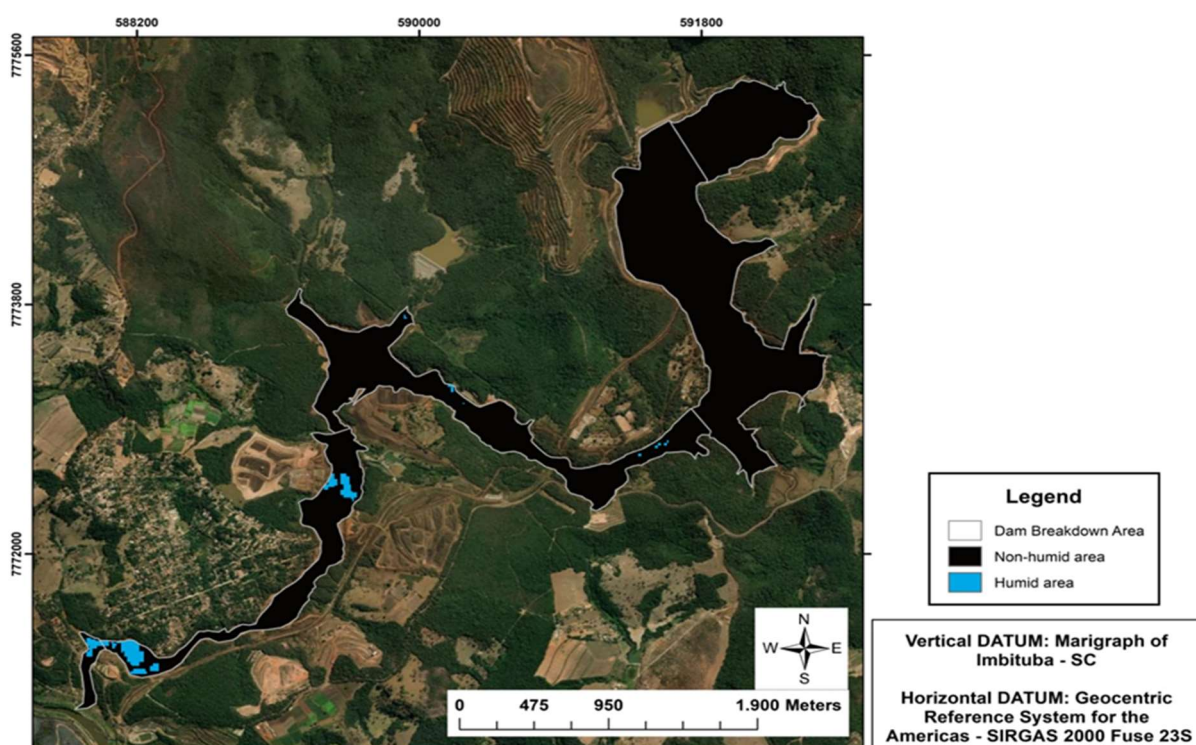 588200 590000 591800
7775600
7773800
7772000
Legend
Dam Breakdown Area
Non-humid area
Humid area
N
W E
S
0 475 950 1.900 Meters
Vertical DATUM: Marigraph of
Imbituba - SC
Horizontal DATUM: Geocentric
Reference System for the
Americas - SIRGAS 2000 Fuse 23S